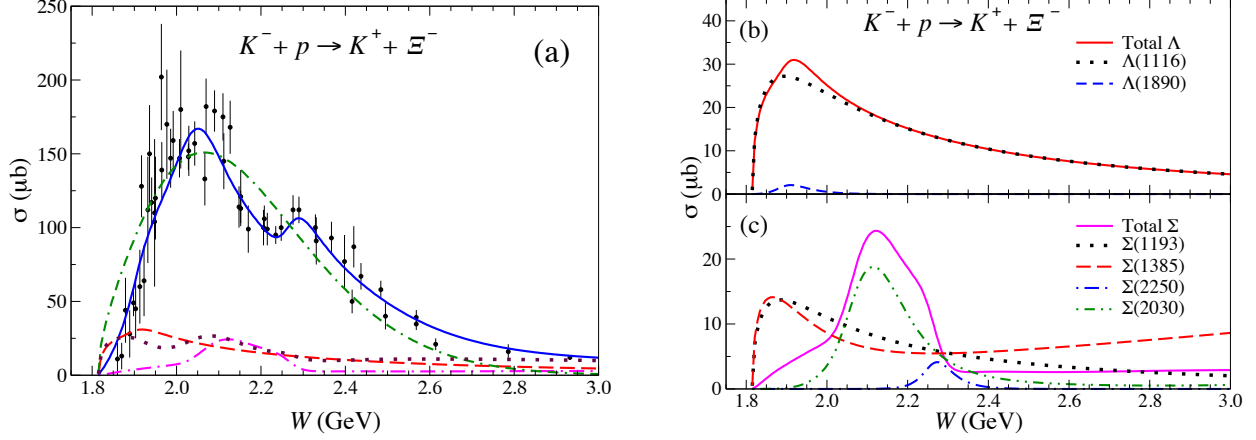 250
200
150
100
50
0
σ (μb)
K⁻ + p → K⁺ + Ξ⁻
(a)
1.8 2.0 2.2 2.4 2.6 2.8 3.0
W (GeV)
K⁻ + p → K⁺ + Ξ⁻
(b)
40
30
20
10
0
Total Λ
Λ(1116)
Λ(1890)
σ (μb)
(c)
20
10
0
Total Σ
Σ(1193)
Σ(1385)
Σ(2250)
Σ(2030)
1.8 2.0 2.2 2.4 2.6 2.8 3.0
W (GeV)